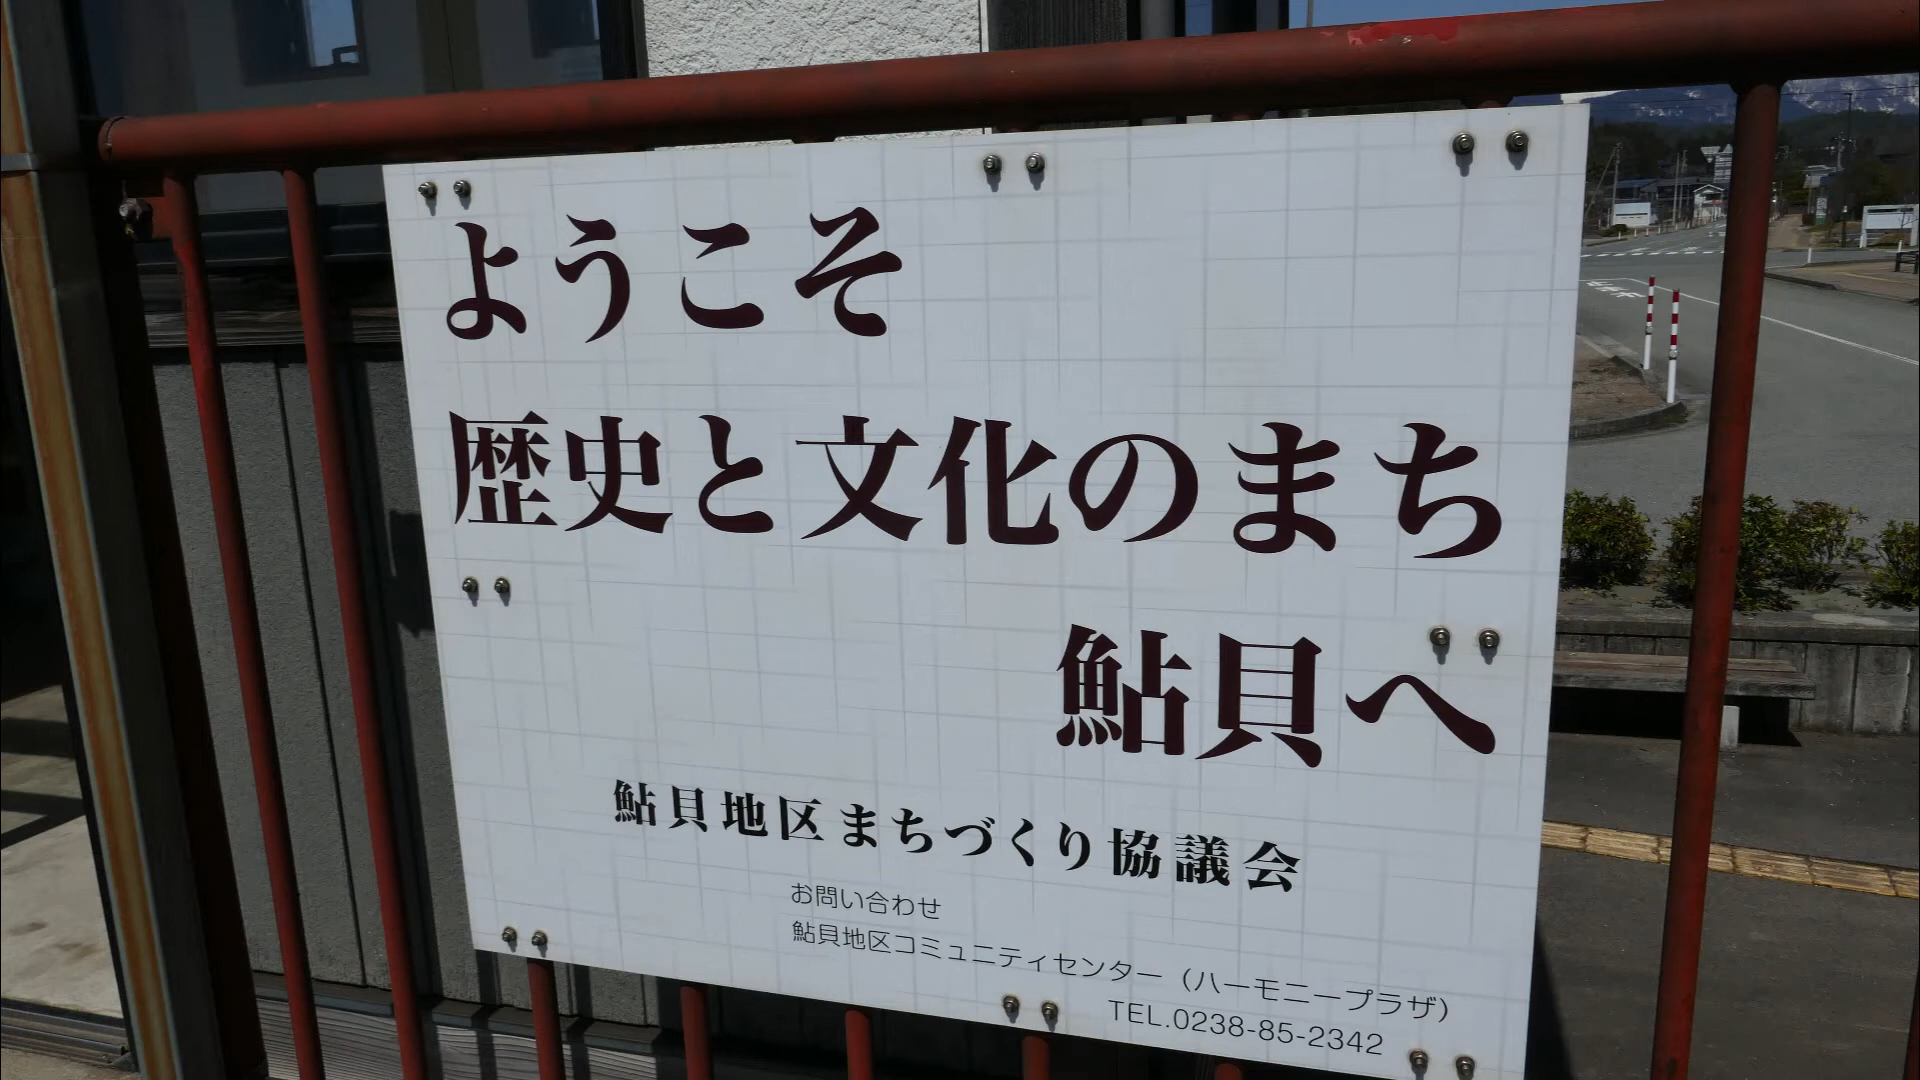 ようこそ
歴史と文化のまち
鮎貝へ
鮎貝地区まちづくり協議会
お問い合わせ
鮎貝地区コミュニティセンター（ハーモニープラザ）
TEL.0238-85-2342